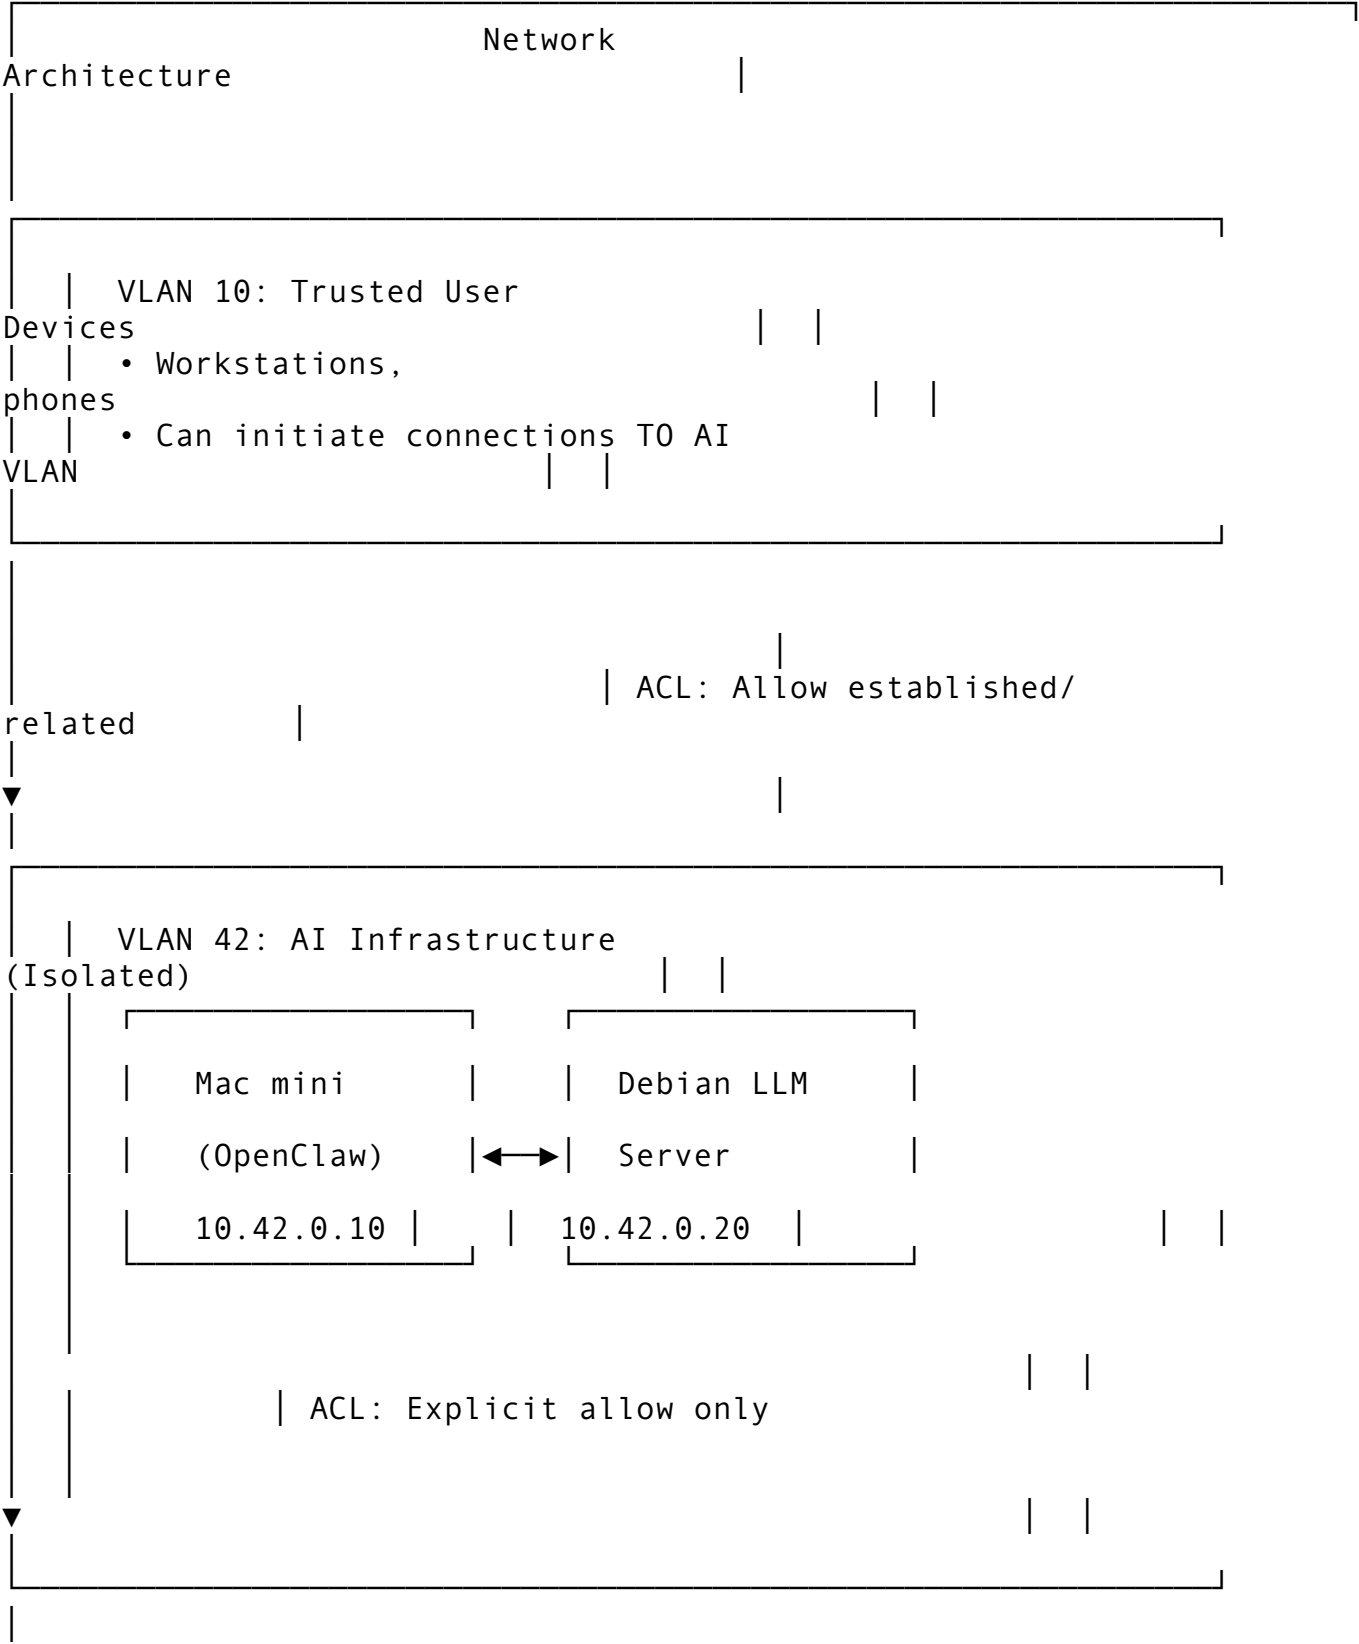 Network
Architecture
VLAN 10: Trusted User
Devices
• Workstations,
phones
• Can initiate connections TO AI
VLAN
ACL: Allow established/
related
VLAN 42: AI Infrastructure
(Isolated)
Mac mini Debian LLM
(OpenClaw) Server
10.42.0.10 10.42.0.20
ACL: Explicit allow only